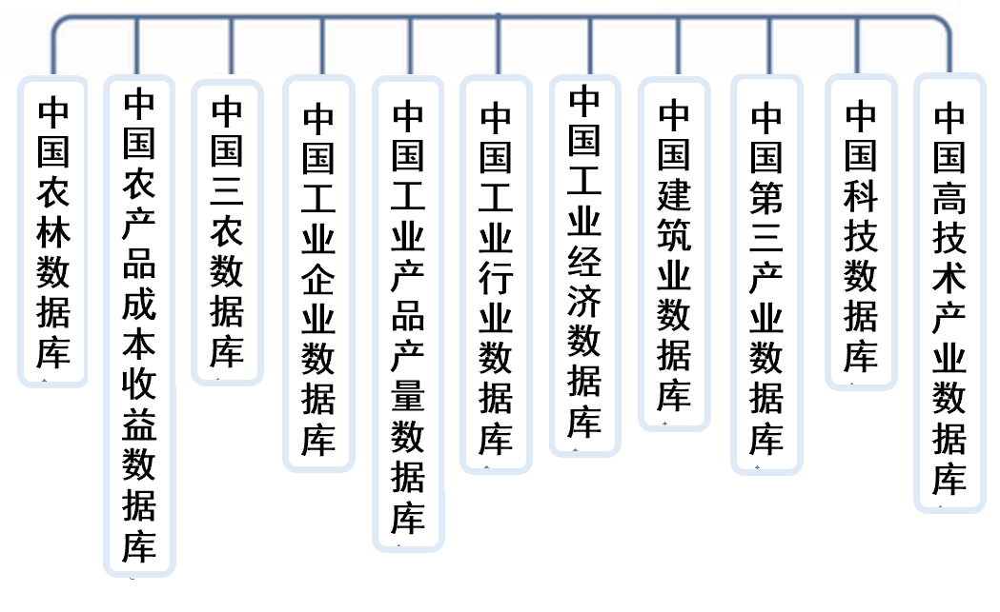 中国农林数据库
中国农产品成本收益数据库
中国三农数据库
中国工业企业数据库
中国工业产品产量数据库
中国工业行业数据库
中国工业经济数据库
中国建筑业数据库
中国第三产业数据库
中国科技数据库
中国高技术产业数据库